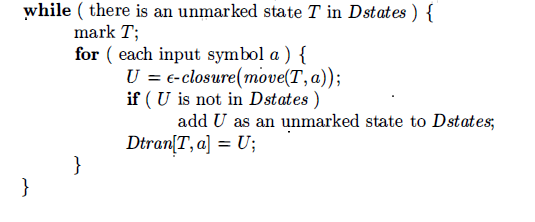 while ( there is an unmarked state T in Dstates ) {
mark T;
for ( each input symbol a ) {
U = ϵ-closure(move(T, a));
if ( U is not in Dstates )
add U as an unmarked state to Dstates;
Dtran[T, a] = U;
}
}